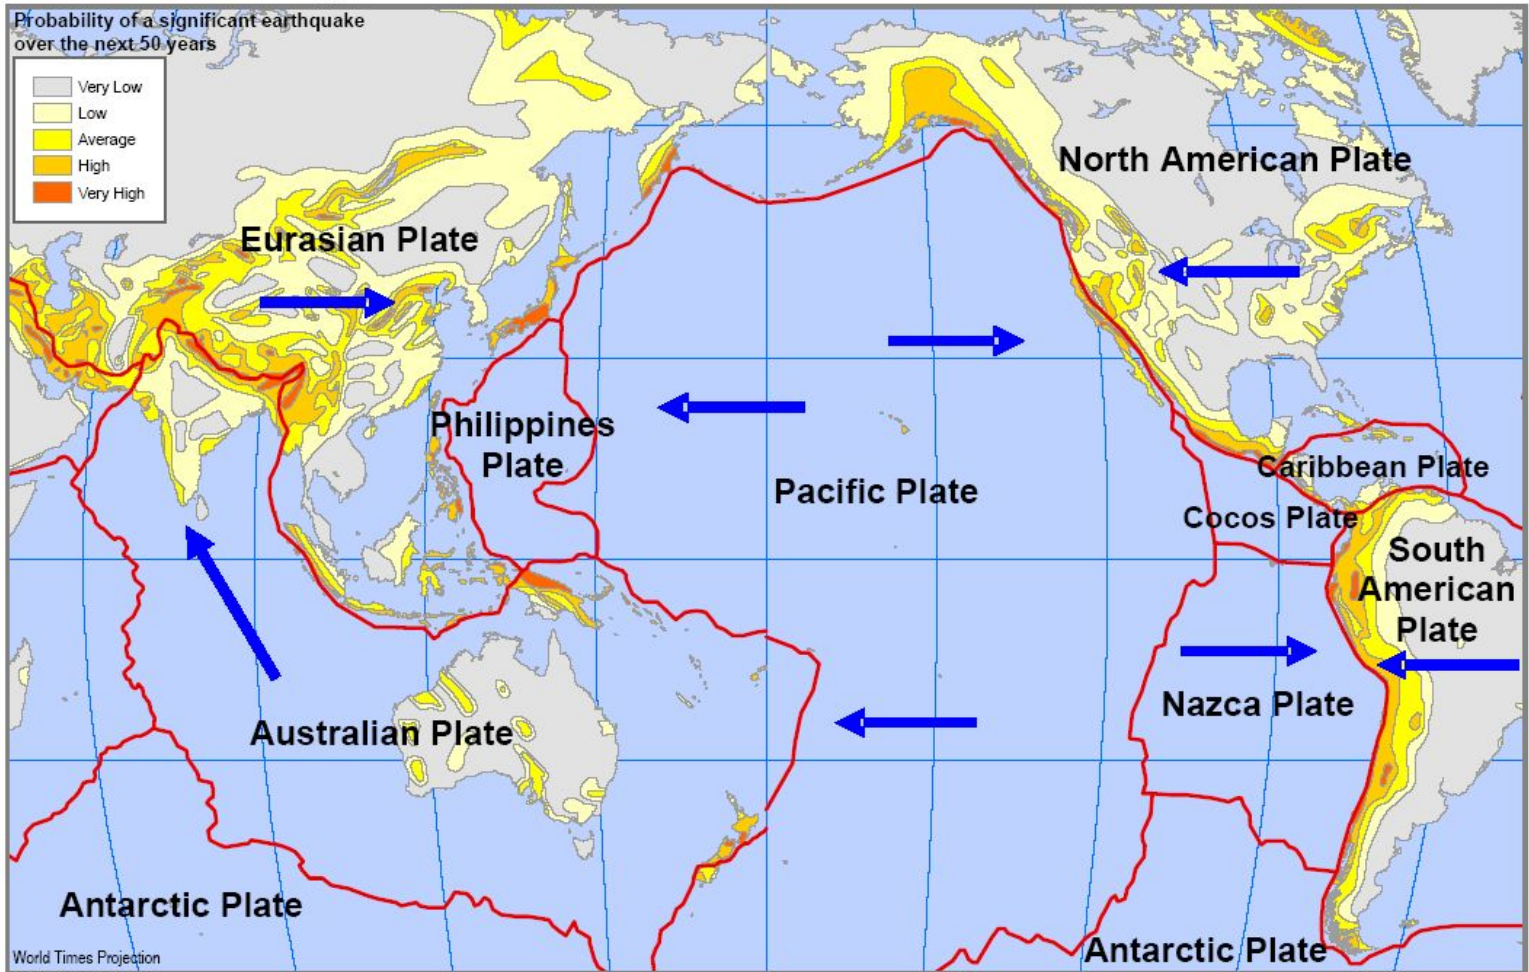 Probability of a significant earthquake
over the next 50 years
Very Low
Low
Average
High
Very High
North American Plate
Eurasian Plate
Philippines
Plate
Pacific Plate
Caribbean Plate
Cocos Plate
South
American
Plate
Nazca Plate
Australian Plate
Antarctic Plate
Antarctic Plate
World Times Projection